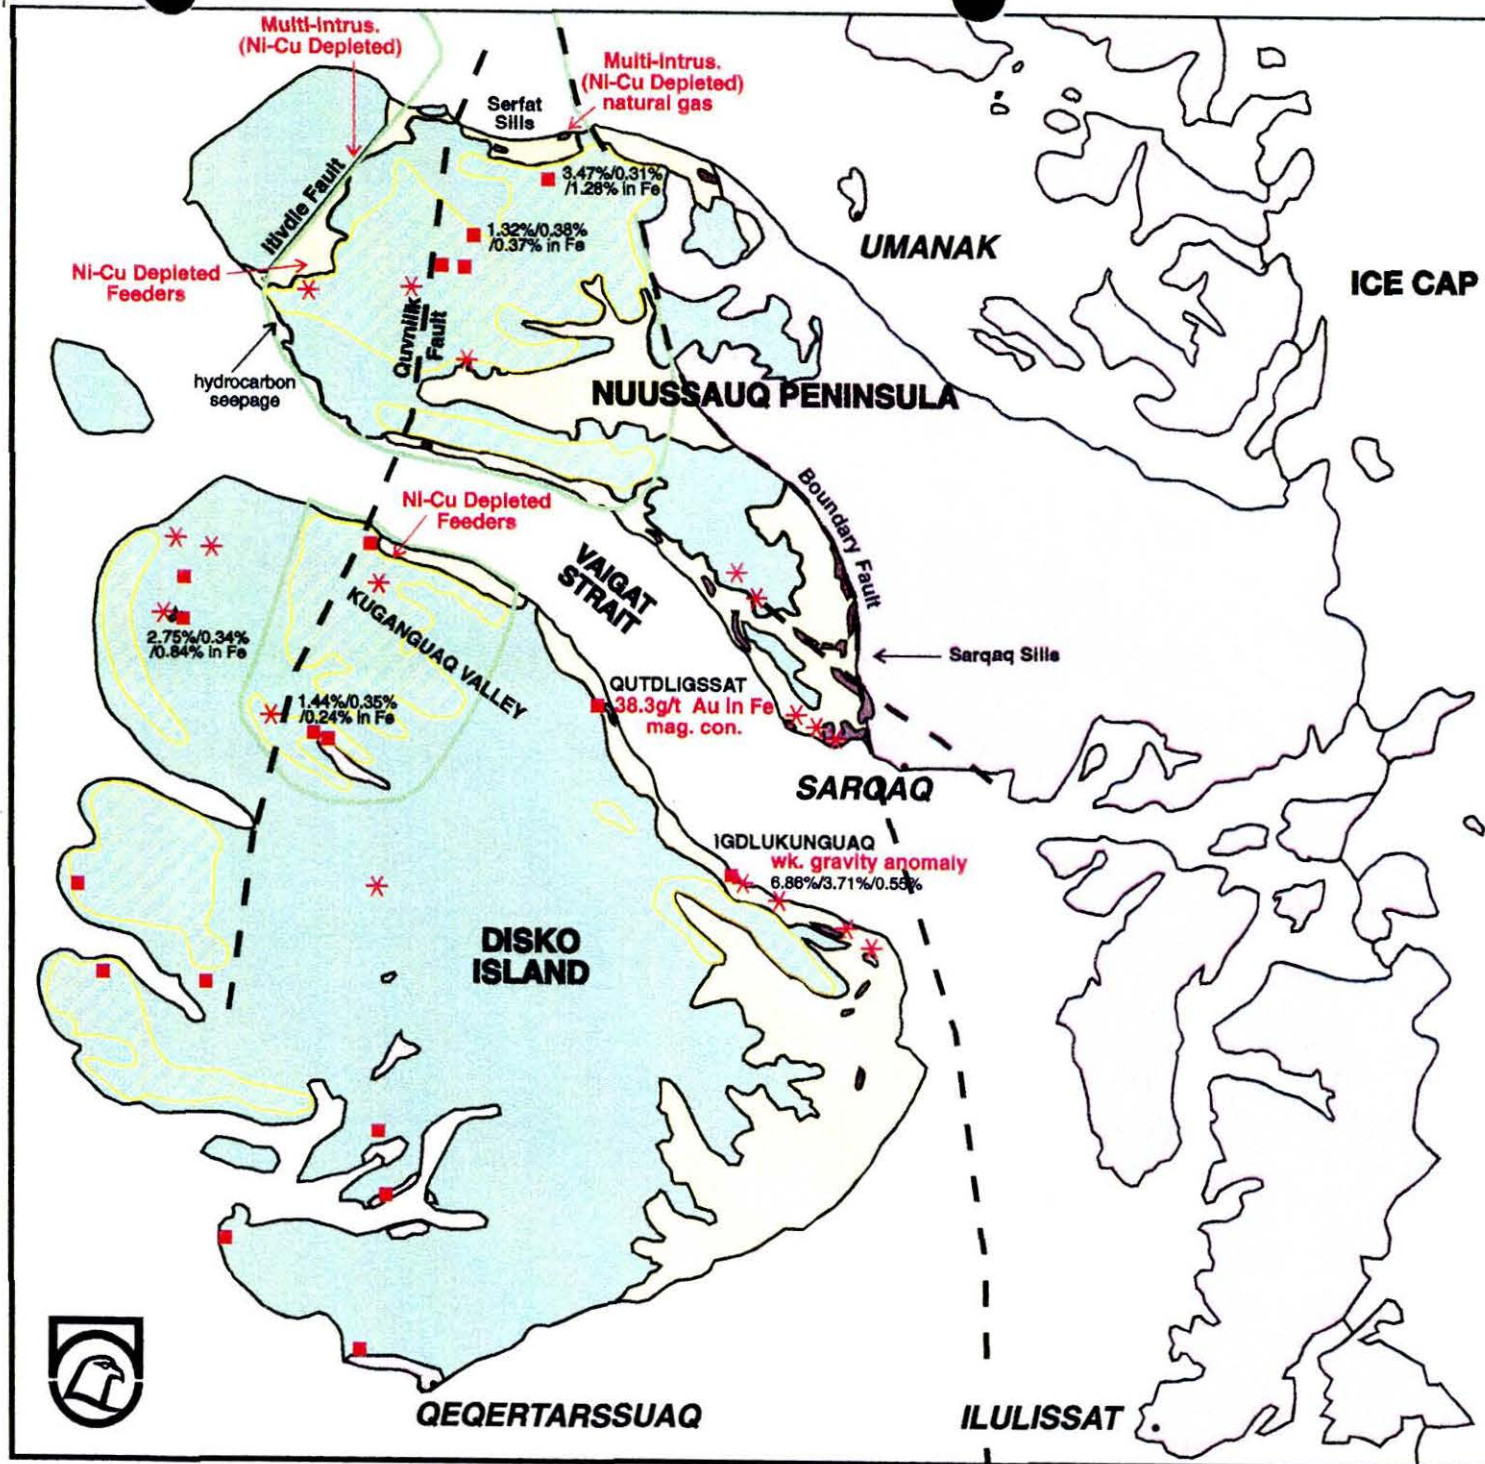 Multi-Intrus.
(Ni-Cu Depleted)
Multi-Intrus.
(Ni-Cu Depleted)
natural gas
Serfat
Sills
Itivdle Fault
3.47%/0.31%
/1.28% in Fe
1.32%/0.38%
/0.37% in Fe
UMANAK
ICE CAP
Ni-Cu Depleted
Feeders
Quvnilik
Fault
hydrocarbon
seepage
NUUSSAUQ PENINSULA
Boundary Fault
Ni-Cu Depleted
Feeders
VAIGAT
STRAIT
KUGANGUAQ VALLEY
2.75%/0.34%
/0.84% in Fe
Sarqaq Sills
1.44%/0.35%
/0.24% in Fe
QUTDLIGSSAT
38.3g/t Au in Fe
mag. con.
SARQAQ
IGDLUKUNGUAQ
wk. gravity anomaly
6.86%/3.71%/0.55%
DISKO
ISLAND
QEQERTARSSUAQ
ILULISSAT